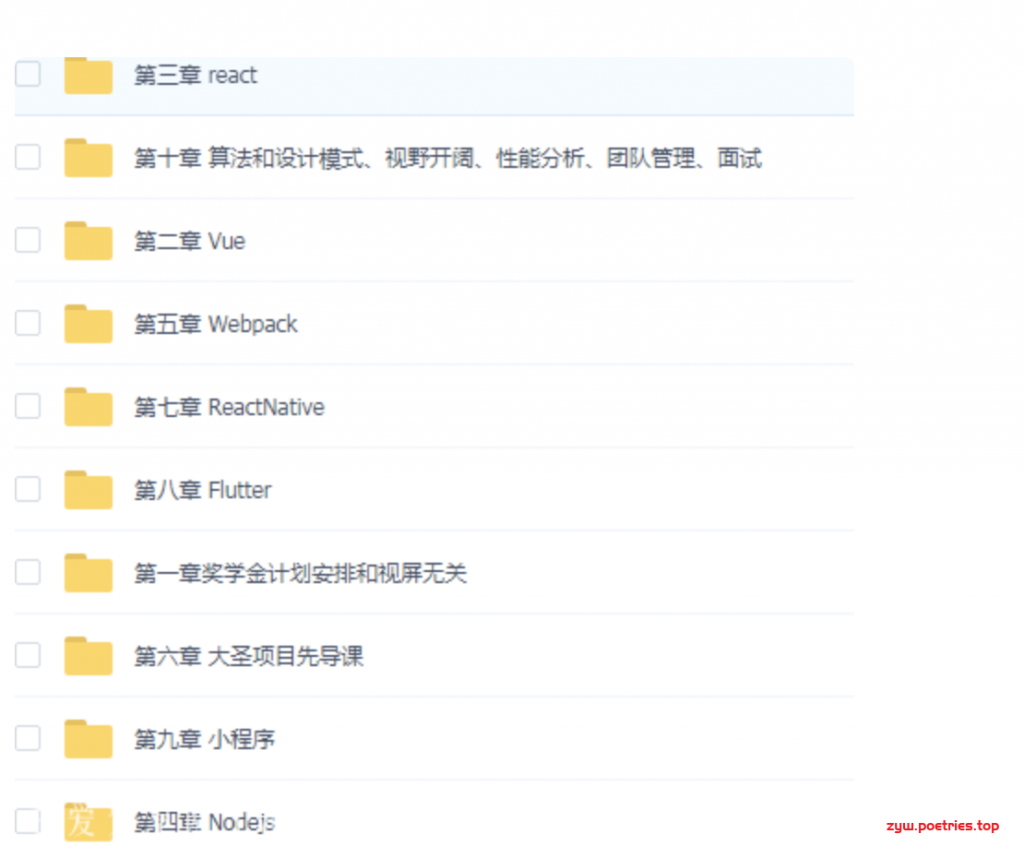 第三章 react
第十章 算法和设计模式、视野开阔、性能分析、团队管理、面试
第二章 Vue
第五章 Webpack
第七章 ReactNative
第八章 Flutter
第一章奖学金计划安排和视屏无关
第六章 大圣项目先导课
第九章 小程序
发
第四章 Nodejs
zyw.poetries.top